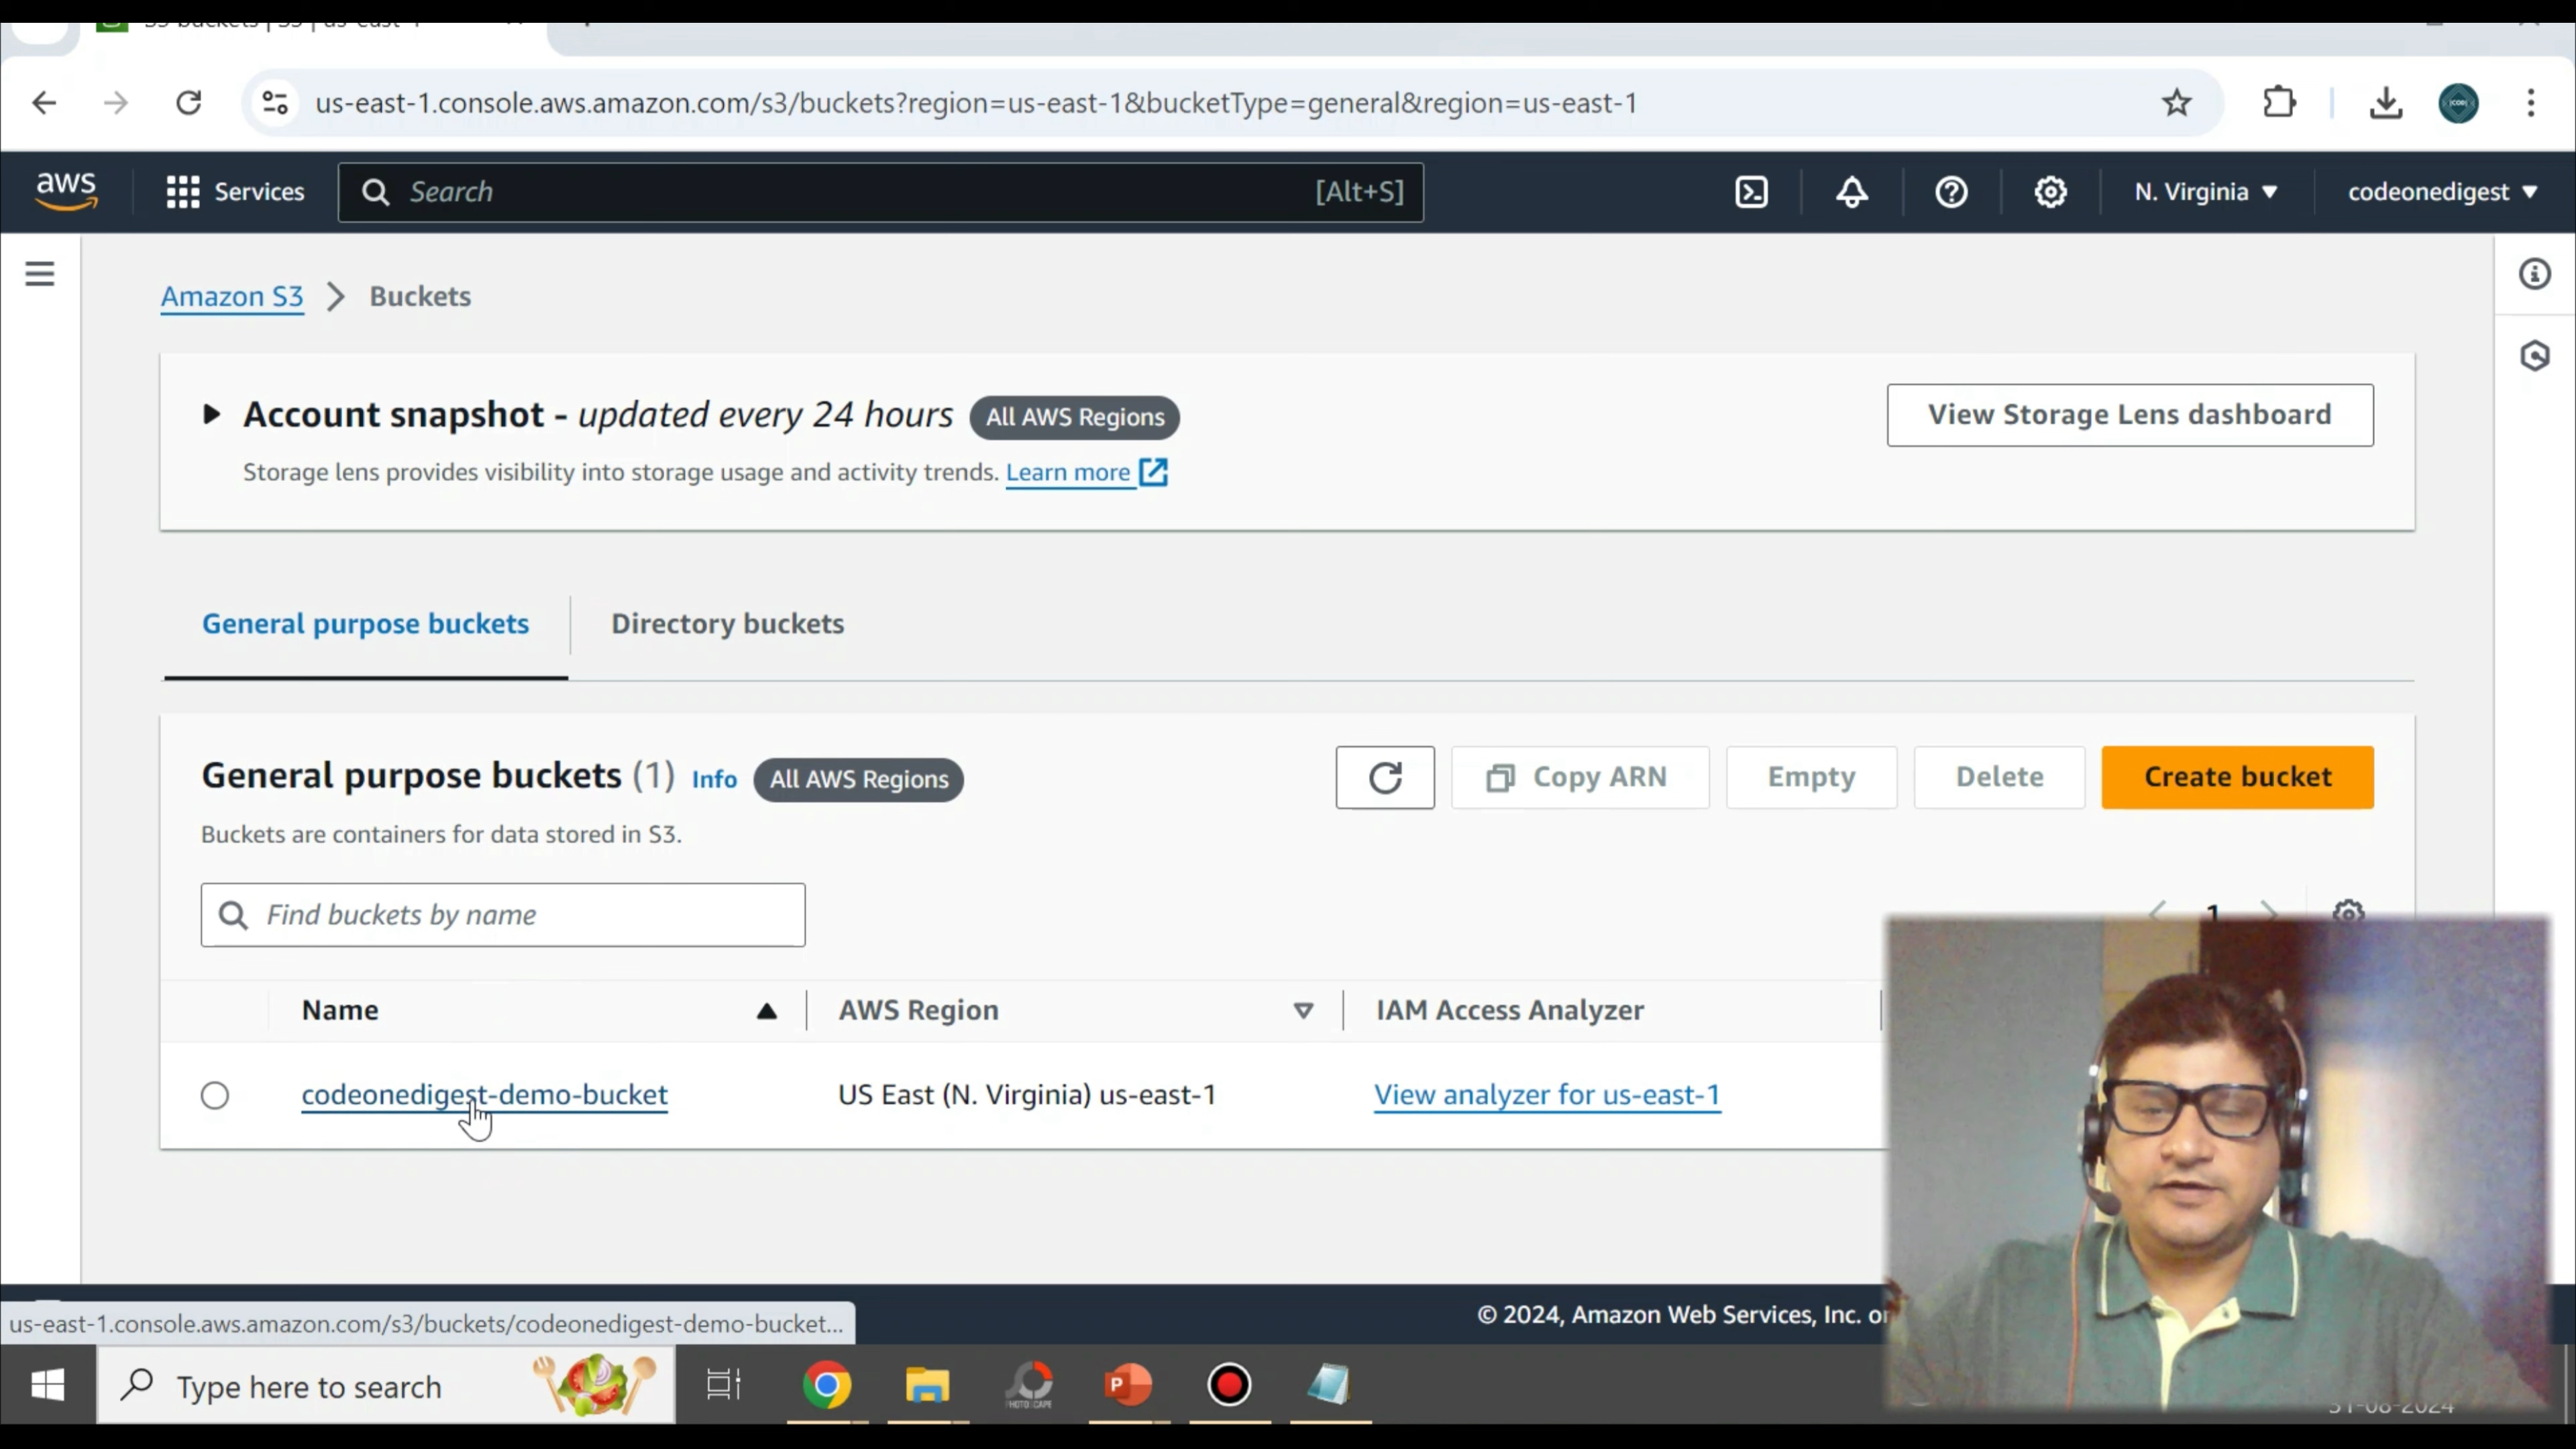 us-east-1.console.aws.amazon.com/s3/buckets?region=us-east-1&bucketType=general&region=us-east-1
aws
Services
Search
[Alt+S]
N. Virginia
codeonedigest
Amazon S3
Buckets
Account snapshot - updated every 24 hours
All AWS Regions
View Storage Lens dashboard
Storage lens provides visibility into storage usage and activity trends. Learn more
General purpose buckets
Directory buckets
General purpose buckets (1) Info
All AWS Regions
Copy ARN
Empty
Delete
Create bucket
Buckets are containers for data stored in S3.
Find buckets by name
1
Name
AWS Region
IAM Access Analyzer
codeonedigest-demo-bucket
US East (N. Virginia) us-east-1
View analyzer for us-east-1
© 2024, Amazon Web Services, Inc. or
us-east-1.console.aws.amazon.com/s3/buckets/codeonedigest-demo-bucket...
Type here to search
31-08-2024